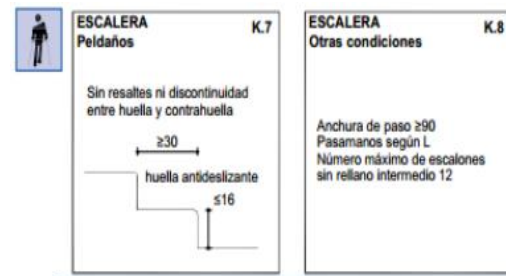 ESCALERA K.7
Peldaños
Sin resaltes ni discontinuidad
entre huella y contrahuella
≥30
huella antideslizante
≤16
ESCALERA K.8
Otras condiciones
Anchura de paso ≥90
Pasamanos según L
Número máximo de escalones
sin rellano intermedio 12